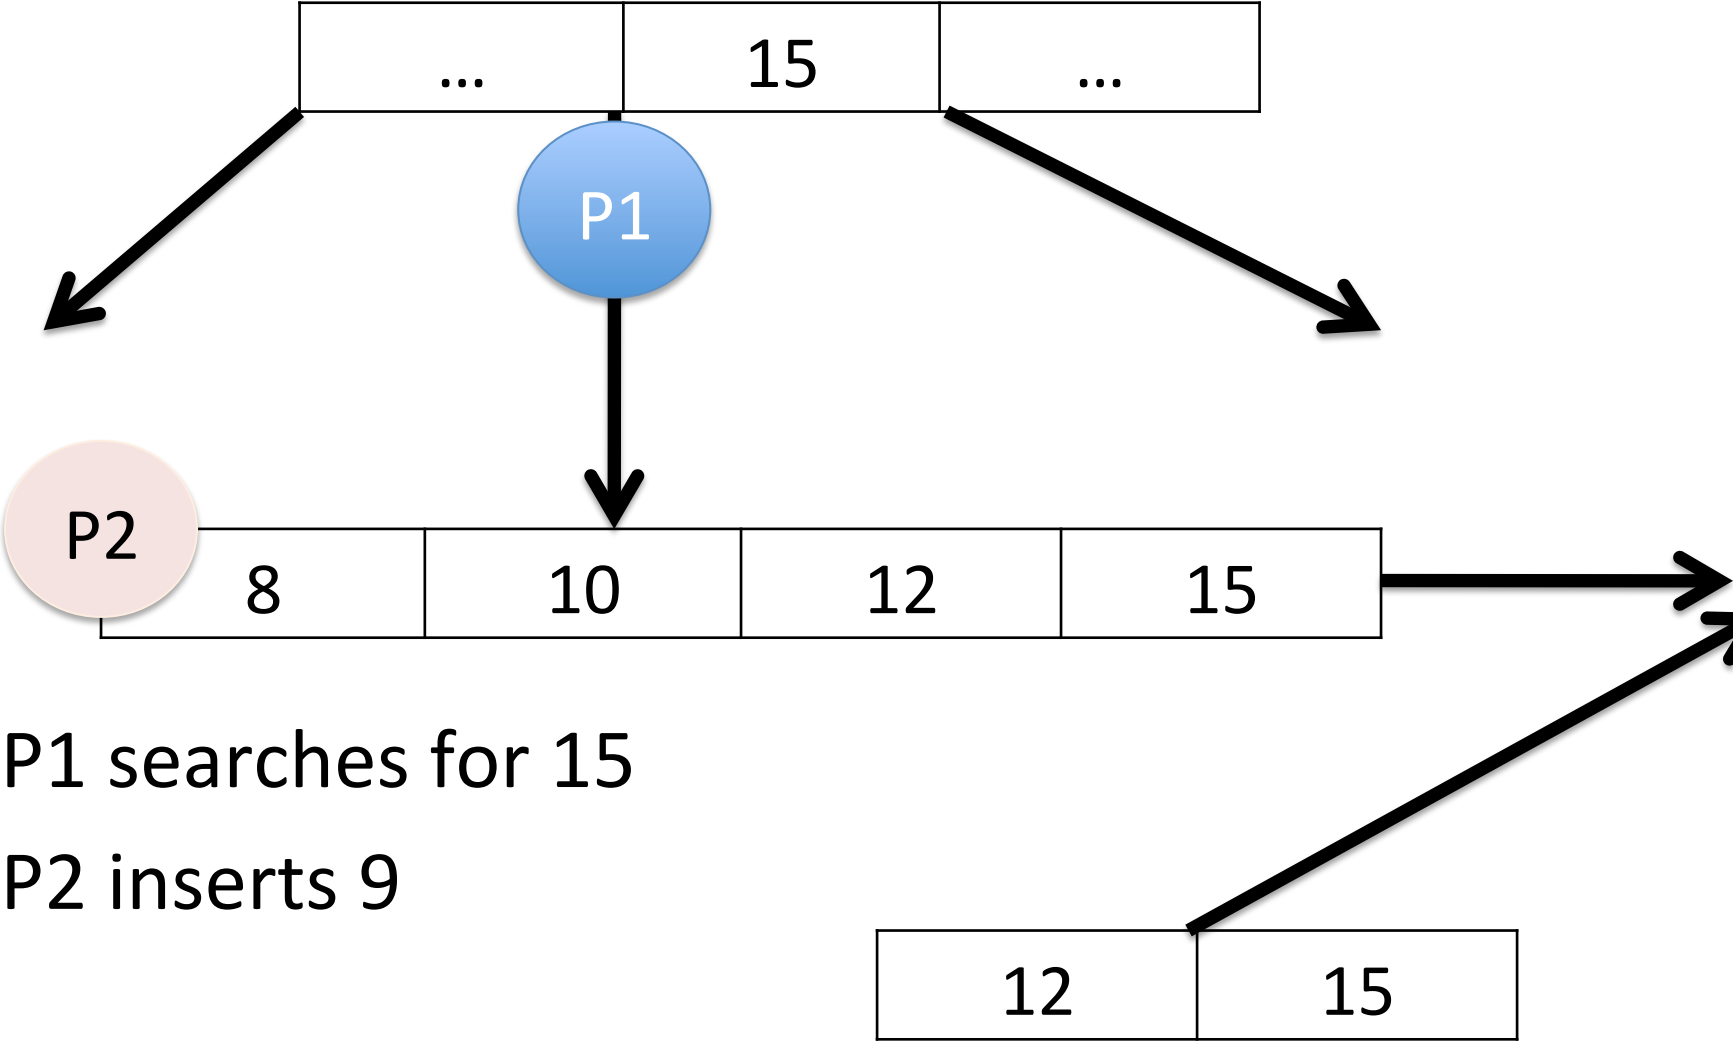 ... 15 ...
P1
P2
8 10 12 15
P1 searches for 15
P2 inserts 9
12 15